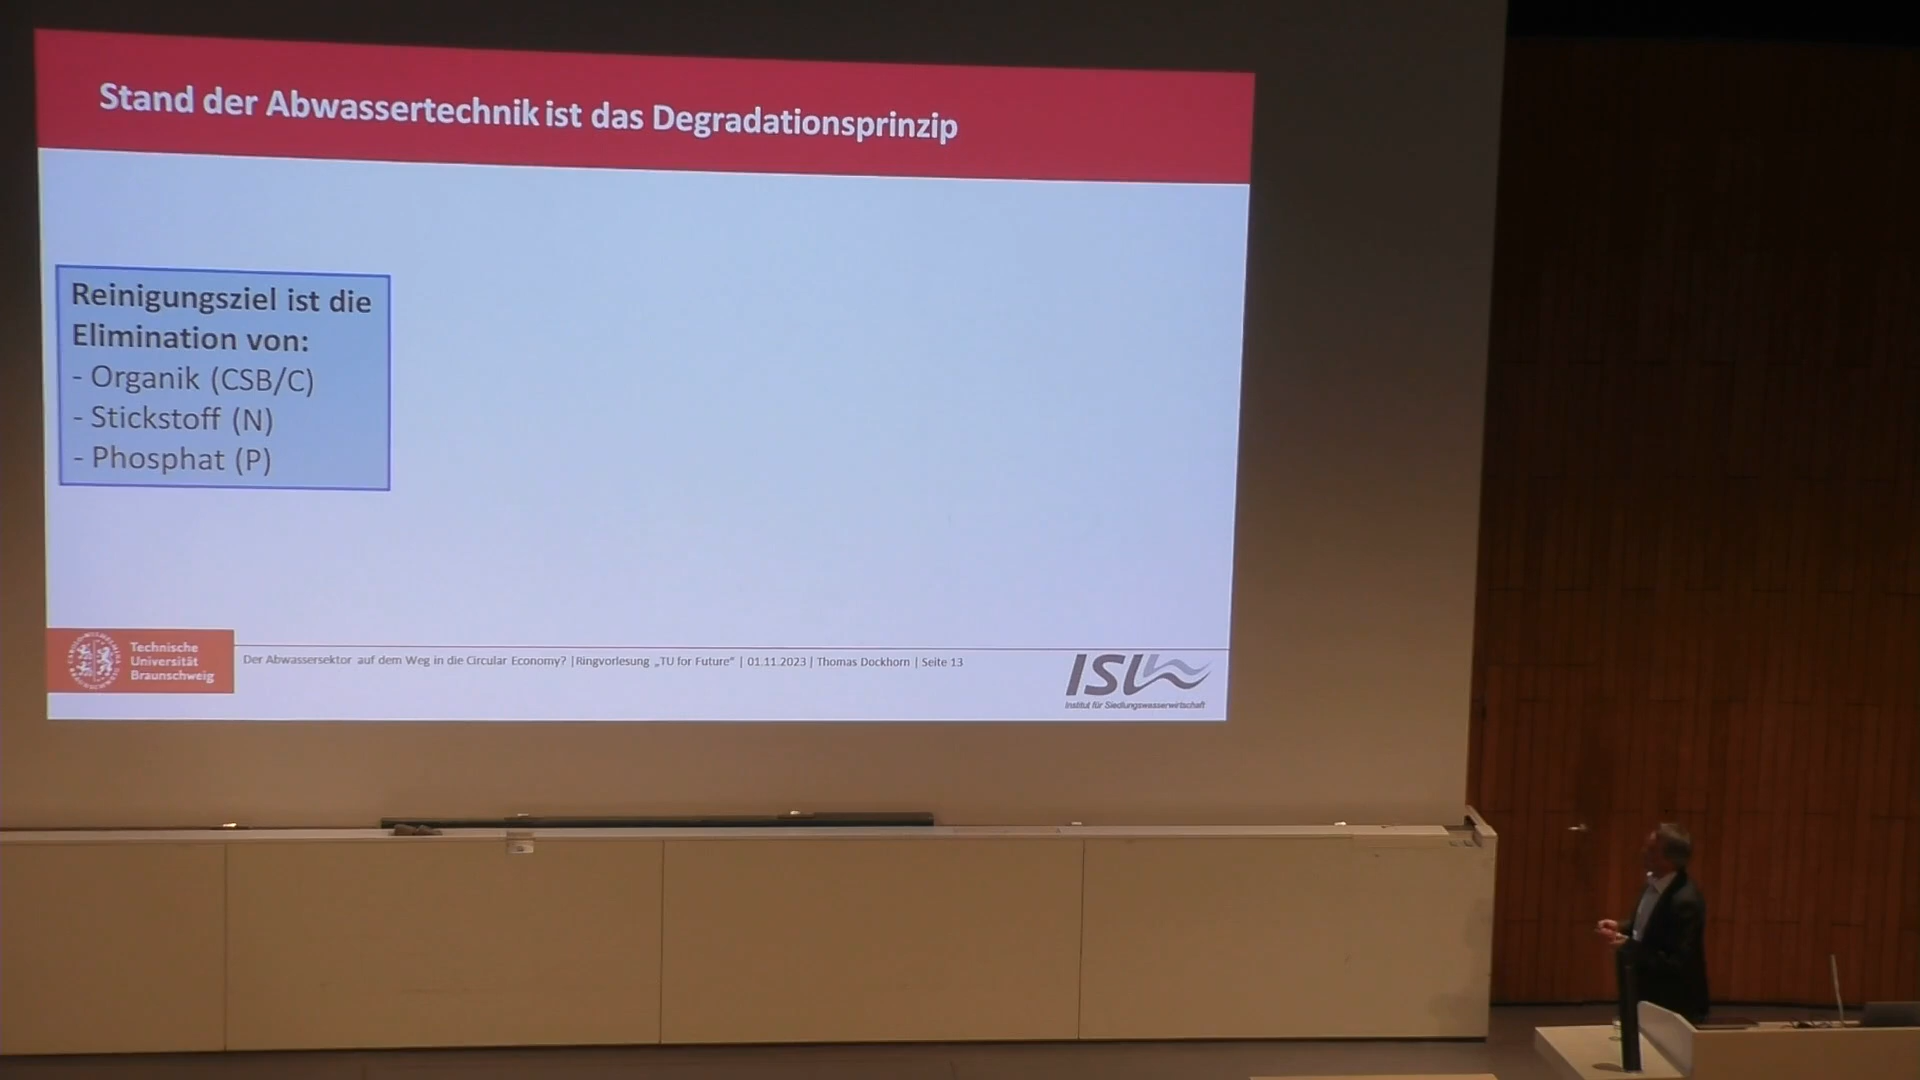 Stand der Abwassertechnik ist das Degradationsprinzip
Reinigungsziel ist die
Elimination von:
- Organik (CSB/C)
- Stickstoff (N)
- Phosphat (P)
Technische
Universität
Braunschweig
Der Abwassersektor auf dem Weg in die Circular Economy? |Ringvorlesung „TU for Future“ | 01.11.2023 | Thomas Dockhorn | Seite 13
ISW
Institut für Siedlungswasserwirtschaft